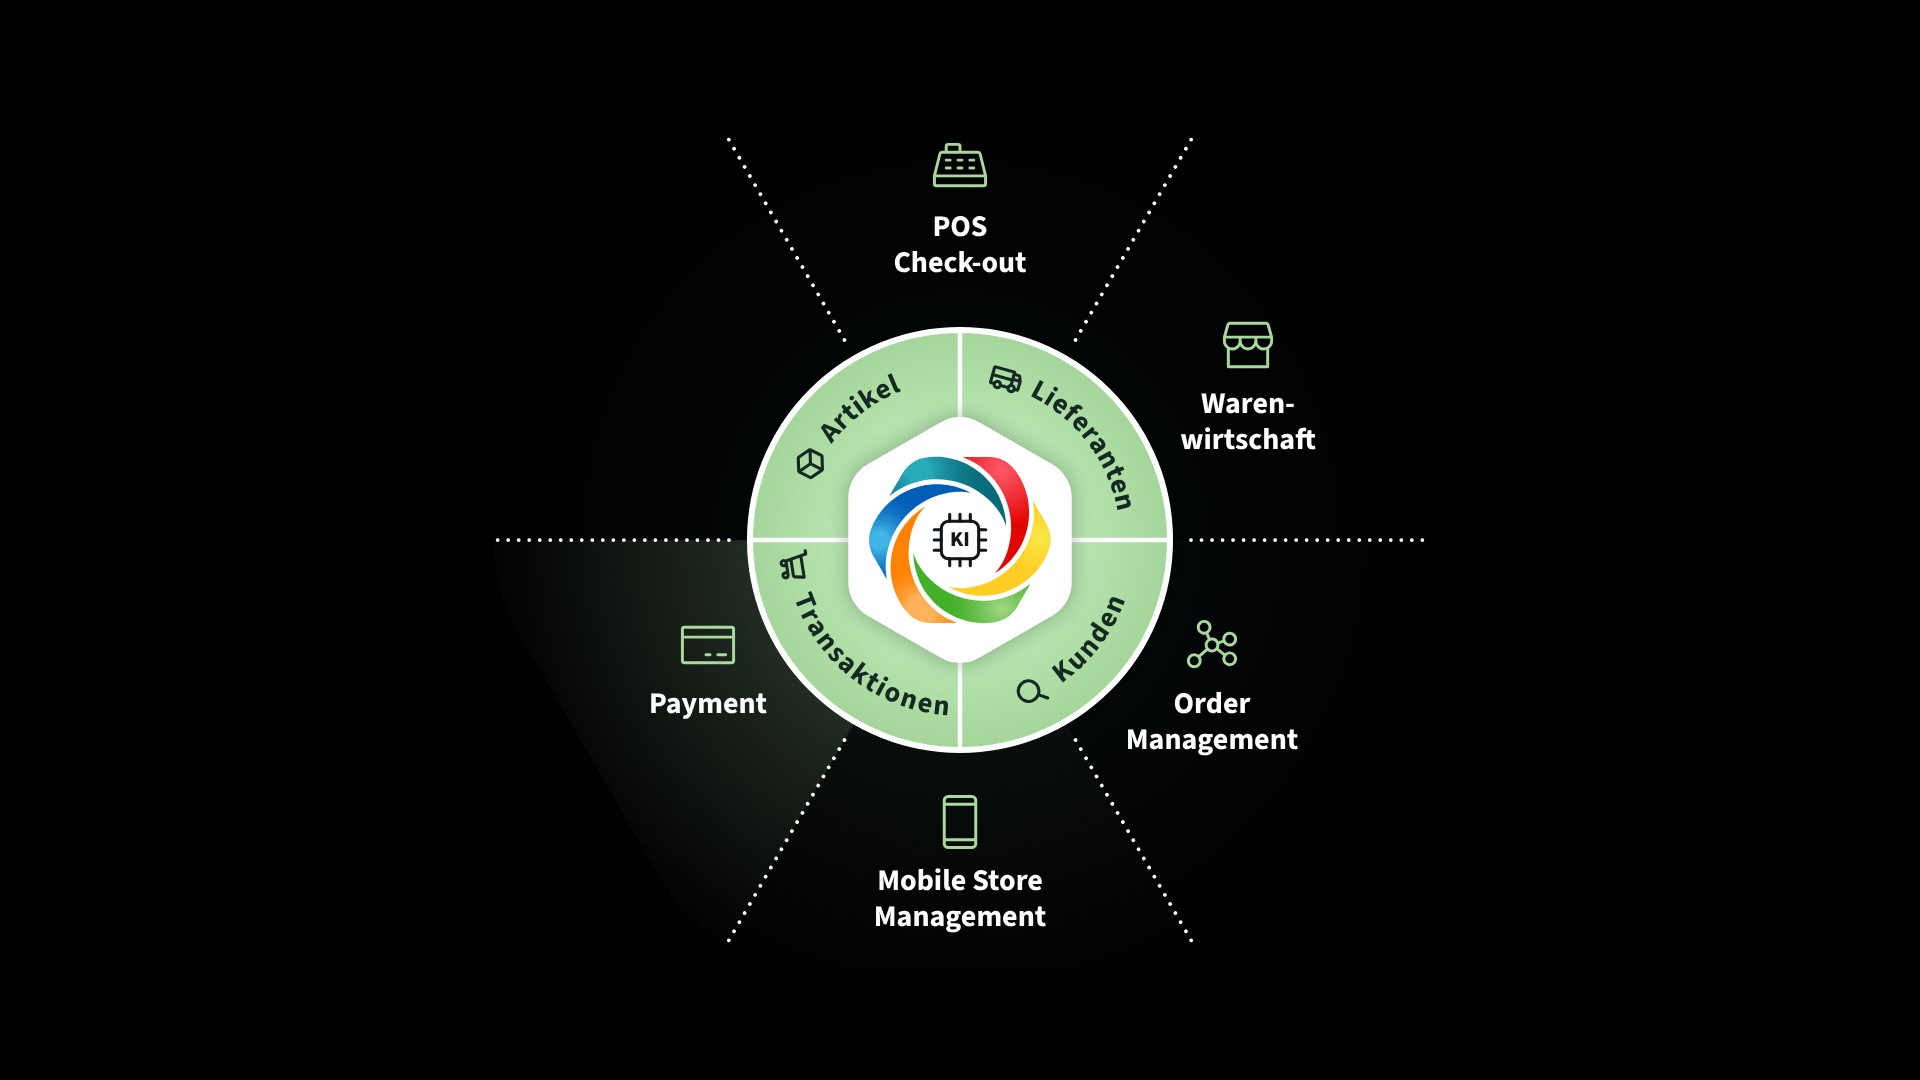 POS
Check-out
Waren-
wirtschaft
Artikel
Lieferanten
KI
Transaktionen
Kunden
Payment
Order
Management
Mobile Store
Management